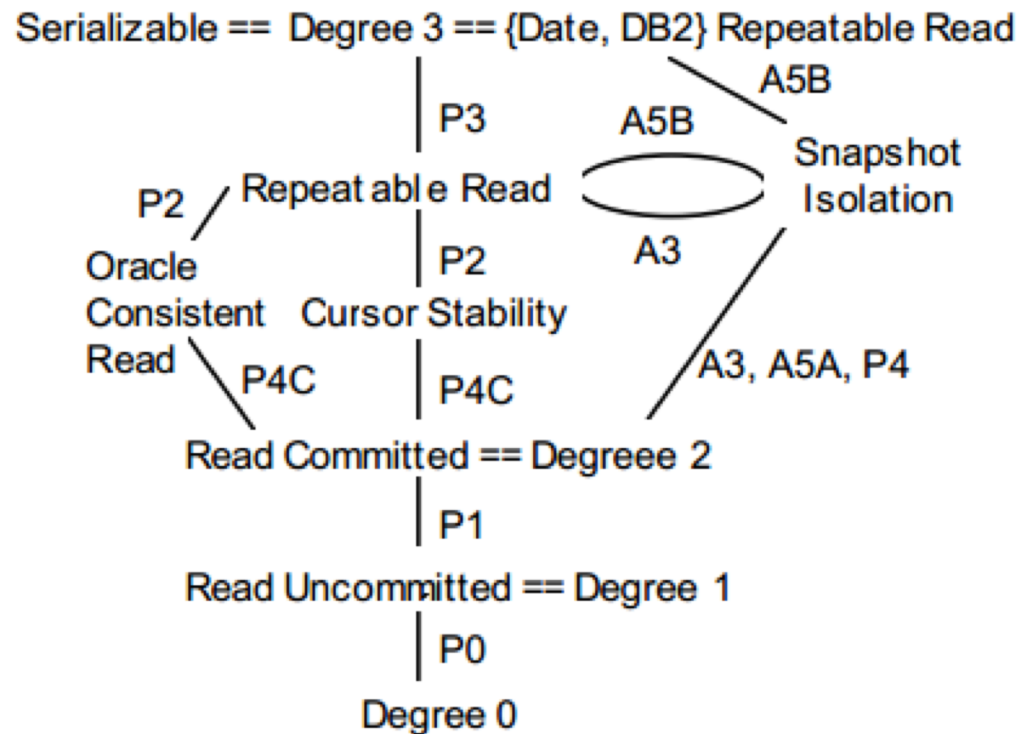 Serializable == Degree 3 == {Date, DB2} Repeatable Read
A5B
P3
A5B
Snapshot
Isolation
Repeatable Read
P2
A3
P2
Oracle
Consistent
Read
Cursor Stability
A3, A5A, P4
P4C
P4C
Read Committed == Degreee 2
P1
Read Uncommitted == Degree 1
P0
Degree 0